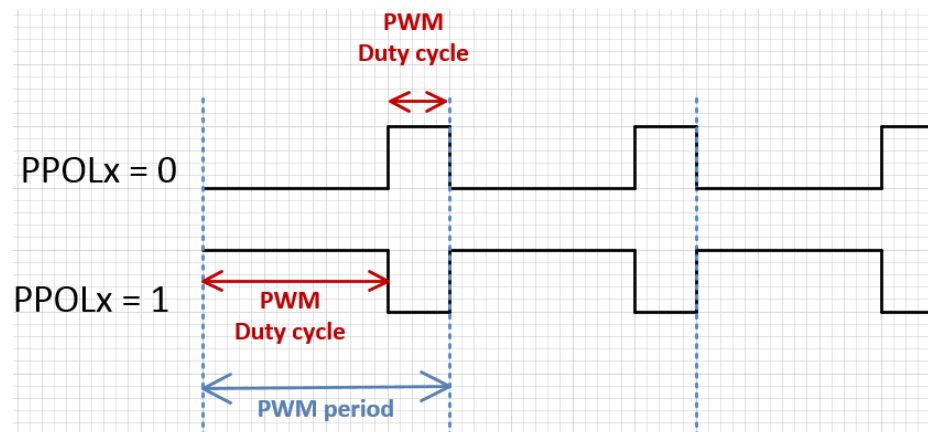 PWM
Duty cycle
PPOLx = 0
PPOLx = 1
PWM
Duty cycle
PWM period